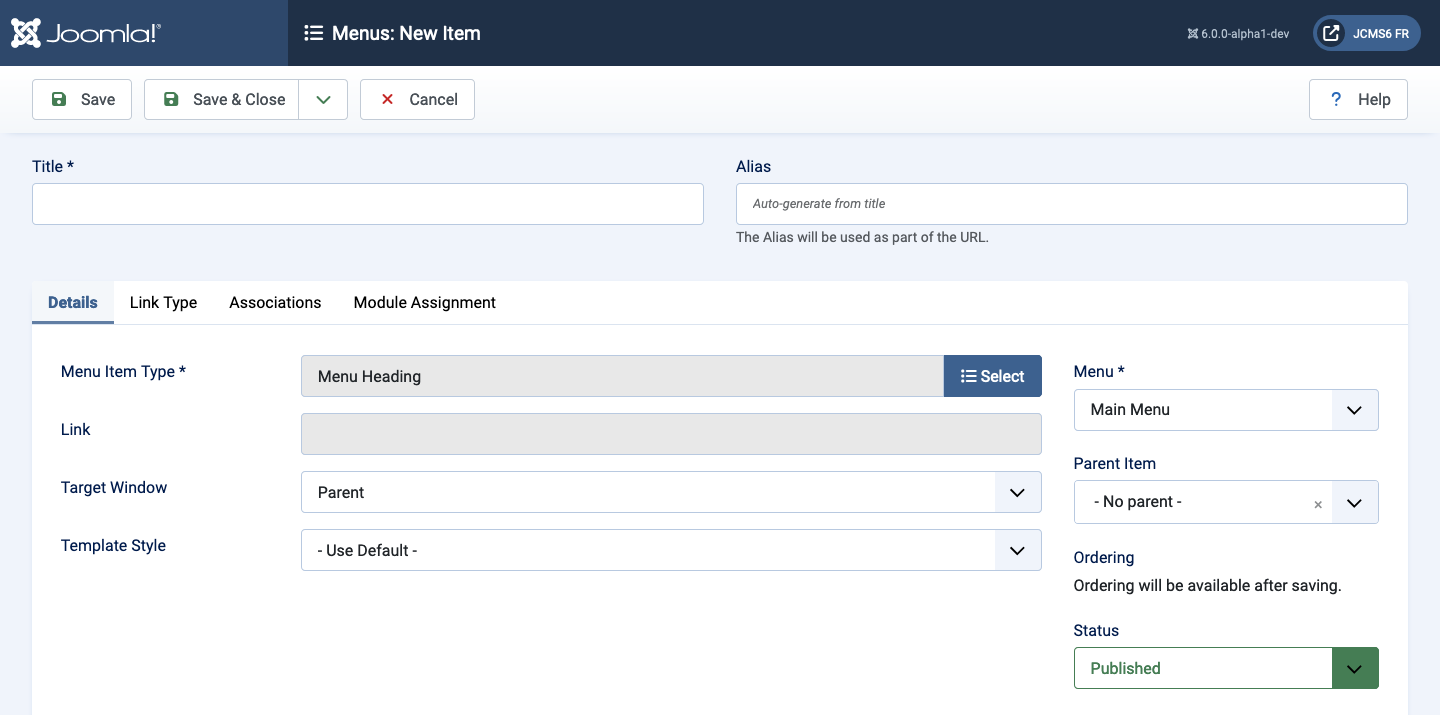 Joomla!®
Menus: New Item
6.0.0-alpha1-dev
JCMS6 FR
Save
Save & Close
Cancel
? Help
Title *
Alias
Auto-generate from title
The Alias will be used as part of the URL.
Details
Link Type
Associations
Module Assignment
Menu Item Type *
Menu Heading
Select
Link
Target Window
Parent
Template Style
- Use Default -
Menu *
Main Menu
Parent Item
- No parent -
×
Ordering
Ordering will be available after saving.
Status
Published